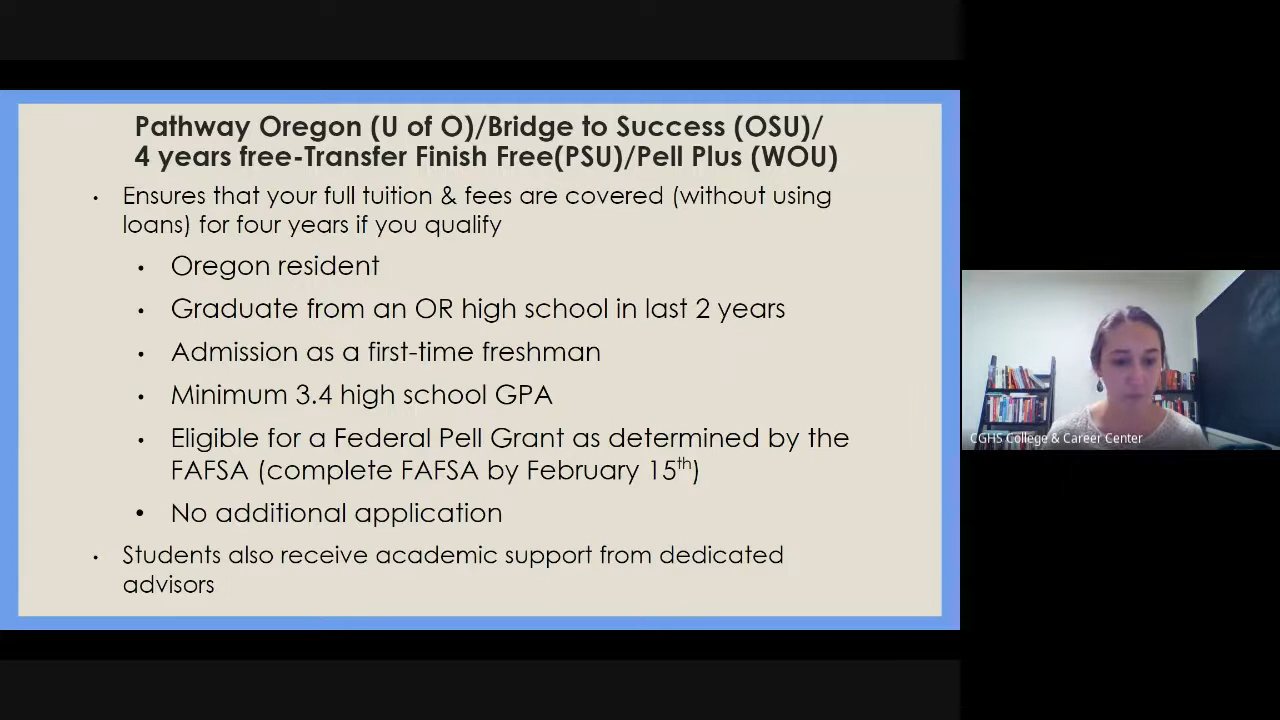 Pathway Oregon (U of O)/Bridge to Success (OSU)/
4 years free-Transfer Finish Free(PSU)/Pell Plus (WOU)
• Ensures that your full tuition & fees are covered (without using
loans) for four years if you qualify
• Oregon resident
• Graduate from an OR high school in last 2 years
• Admission as a first-time freshman
• Minimum 3.4 high school GPA
• Eligible for a Federal Pell Grant as determined by the
FAFSA (complete FAFSA by February 15th)
• No additional application
• Students also receive academic support from dedicated
advisors
CGHS College & Career Center